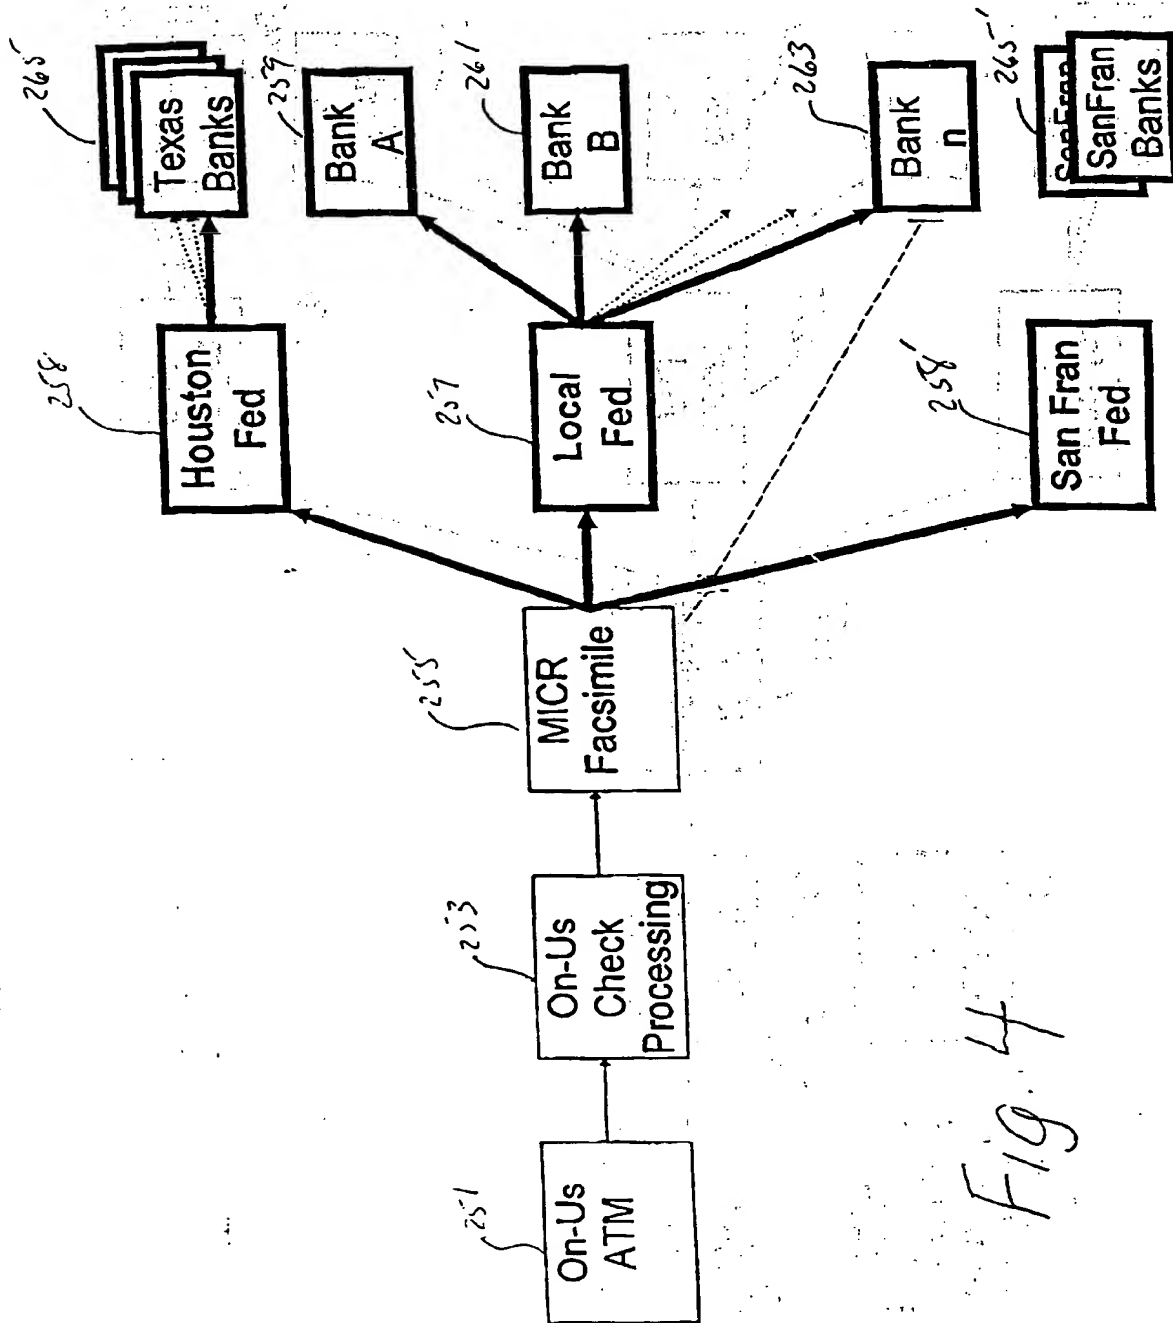 251
On-Us
ATM
253
On-Us
Check
Processing
255
MICR
Facsimile
258
Houston
Fed
257
Local
Fed
258'
San Fran
Fed
265
Texas
Banks
259
Bank
A
261
Bank
B
263
Bank
n
265'
SanFran
SanFran
Banks
Fig. 4